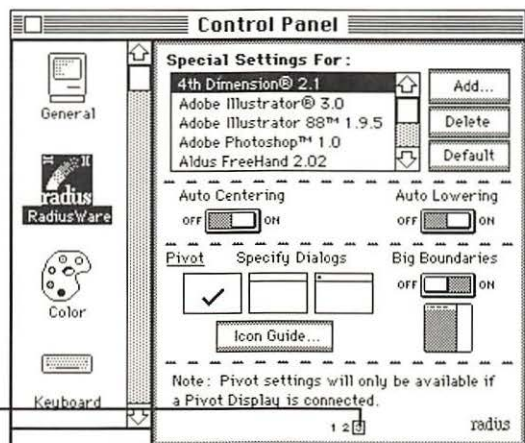 Control Panel
General
radius
RadiusWare
Color
Keyboard
Special Settings For:
4th Dimension® 2.1
Adobe Illustrator® 3.0
Adobe Illustrator 88™ 1.9.5
Adobe Photoshop™ 1.0
Aldus FreeHand 2.02
Add...
Delete
Default
Auto Centering
OFF ON
Auto Lowering
OFF ON
Pivot
Specify Dialogs
Icon Guide...
Big Boundaries
OFF ON
Note: Pivot settings will only be available if
a Pivot Display is connected.
1 2 3
radius